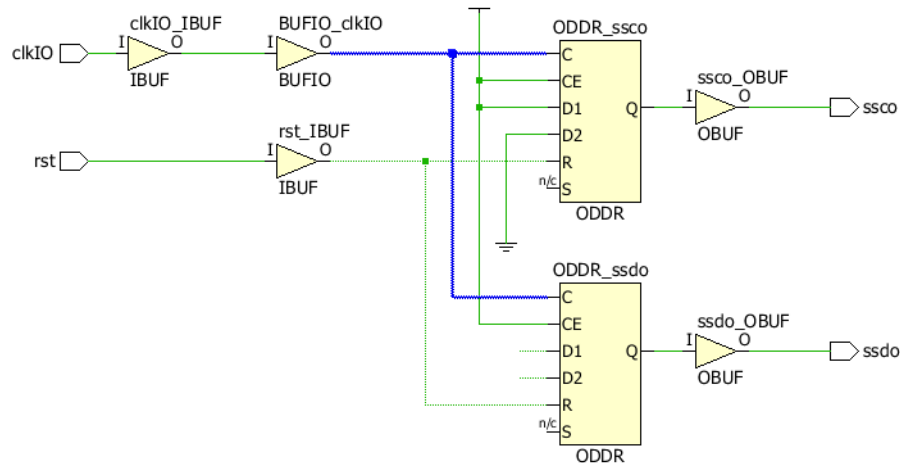 clkIO_IBUF
BUFIO_clkIO
ODDR_ssco
clkIO
I
O
I
O
C
IBUF
BUFIO
CE
ssco_OBUF
D1
Q
I
O
ssco
D2
OBUF
rst_IBUF
rst
I
O
R
IBUF
n/c
S
ODDR
ODDR_ssdo
C
CE
ssdo_OBUF
D1
Q
I
O
ssdo
D2
OBUF
R
n/c
S
ODDR